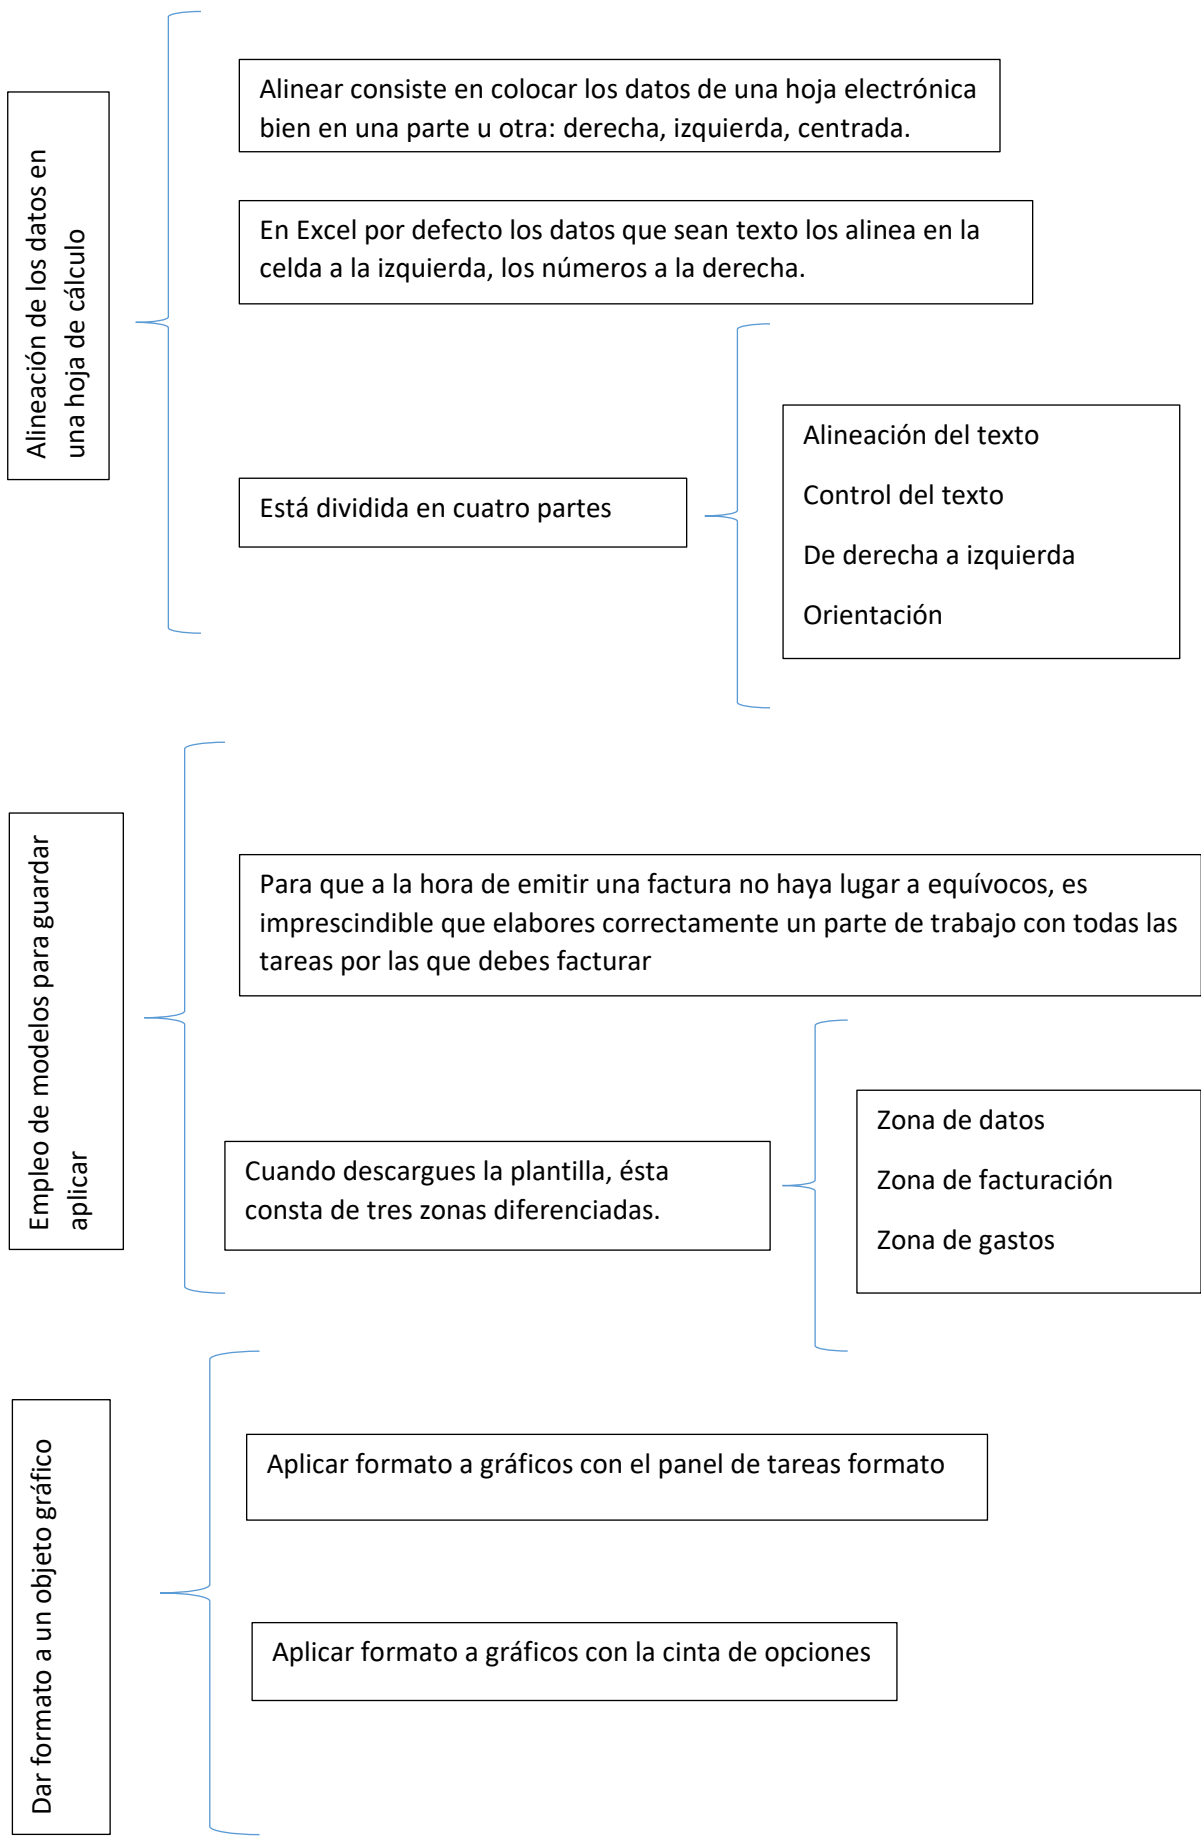 Alineación de los datos en
una hoja de cálculo
Alinear consiste en colocar los datos de una hoja electrónica
bien en una parte u otra: derecha, izquierda, centrada.
En Excel por defecto los datos que sean texto los alinea en la
celda a la izquierda, los números a la derecha.
Está dividida en cuatro partes
Alineación del texto
Control del texto
De derecha a izquierda
Orientación
Empleo de modelos para guardar
aplicar
Para que a la hora de emitir una factura no haya lugar a equívocos, es
imprescindible que elabores correctamente un parte de trabajo con todas las
tareas por las que debes facturar
Cuando descargues la plantilla, ésta
consta de tres zonas diferenciadas.
Zona de datos
Zona de facturación
Zona de gastos
Dar formato a un objeto gráfico
Aplicar formato a gráficos con el panel de tareas formato
Aplicar formato a gráficos con la cinta de opciones